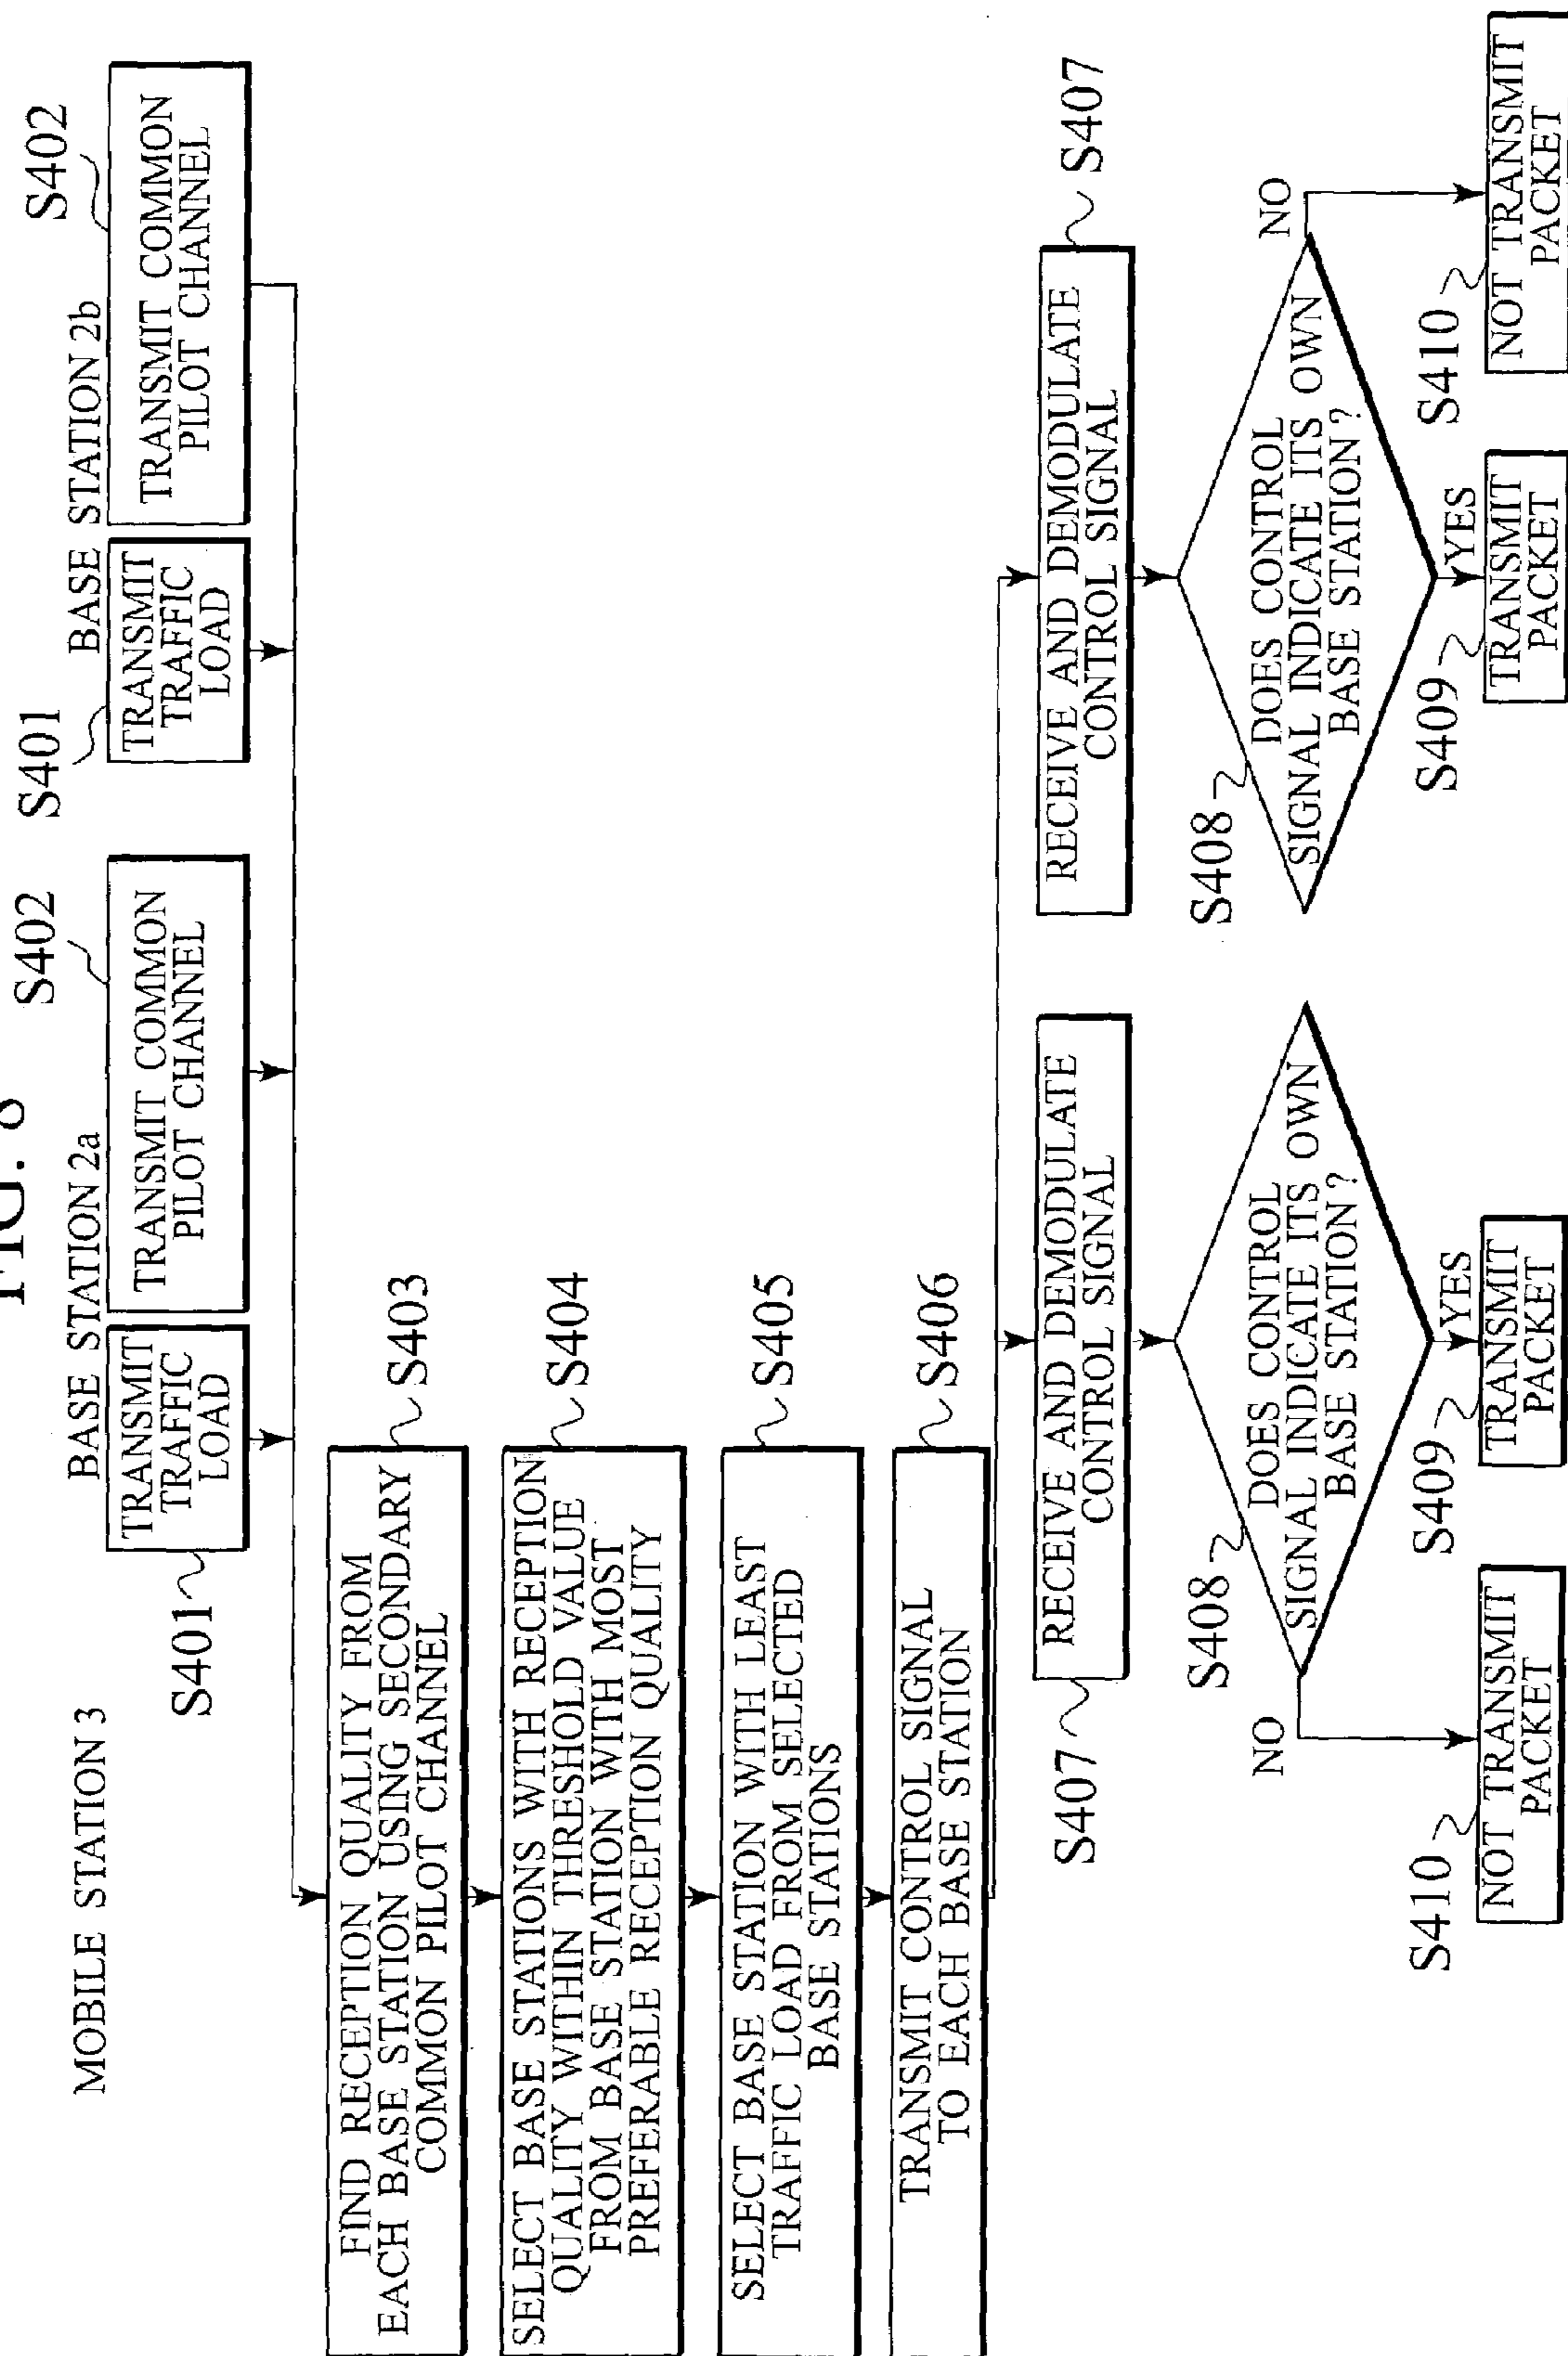 FIG. 8
MOBILE STATION 3
BASE STATION 2a
BASE STATION 2b
S401
TRANSMIT
TRAFFIC
LOAD
S402
TRANSMIT COMMON
PILOT CHANNEL
S401
TRANSMIT
TRAFFIC
LOAD
S402
TRANSMIT COMMON
PILOT CHANNEL
FIND RECEPTION QUALITY FROM
EACH BASE STATION USING SECONDARY
COMMON PILOT CHANNEL
S403
SELECT BASE STATIONS WITH RECEPTION
QUALITY WITHIN THRESHOLD VALUE
FROM BASE STATION WITH MOST
PREFERABLE RECEPTION QUALITY
S404
SELECT BASE STATION WITH LEAST
TRAFFIC LOAD FROM SELECTED
BASE STATIONS
S405
TRANSMIT CONTROL SIGNAL
TO EACH BASE STATION
S406
S407
RECEIVE AND DEMODULATE
CONTROL SIGNAL
RECEIVE AND DEMODULATE
CONTROL SIGNAL
S407
S408
DOES CONTROL
SIGNAL INDICATE ITS OWN
BASE STATION?
NO
YES
S408
DOES CONTROL
SIGNAL INDICATE ITS OWN
BASE STATION?
NO
YES
S410
NOT TRANSMIT
PACKET
S409
TRANSMIT
PACKET
S409
TRANSMIT
PACKET
S410
NOT TRANSMIT
PACKET